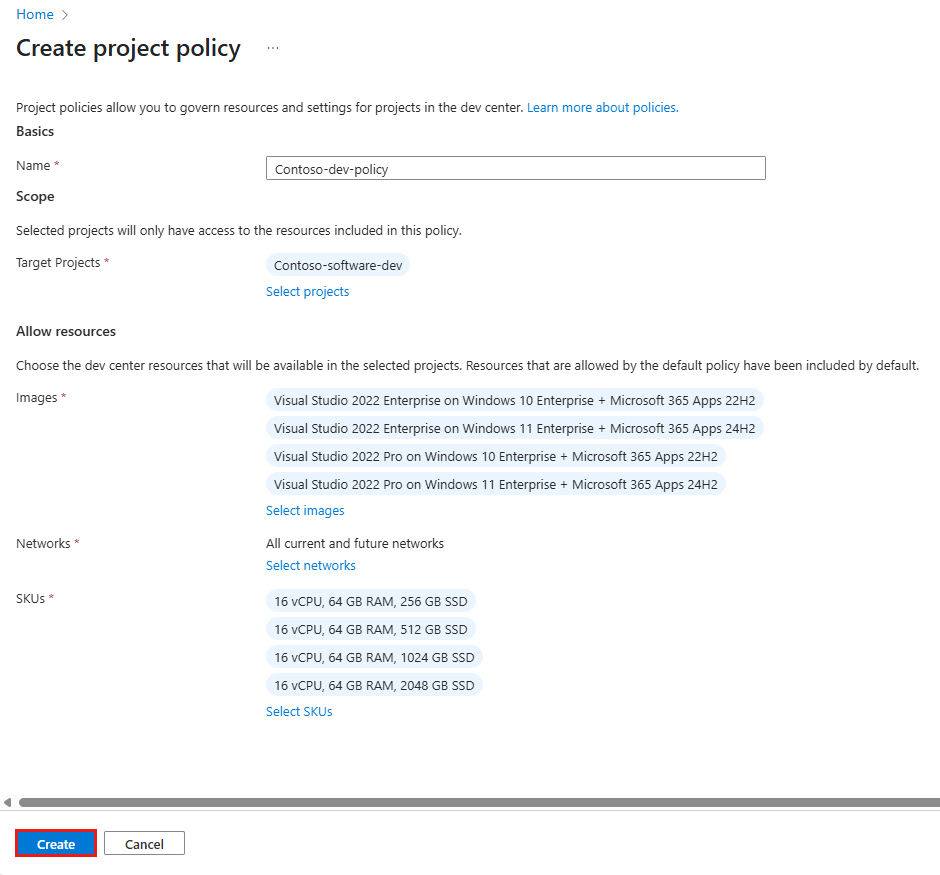 Home >
Create project policy ...
Project policies allow you to govern resources and settings for projects in the dev center. Learn more about policies.
Basics
Name *
Contoso-dev-policy
Scope
Selected projects will only have access to the resources included in this policy.
Target Projects *
Contoso-software-dev
Select projects
Allow resources
Choose the dev center resources that will be available in the selected projects. Resources that are allowed by the default policy have been included by default.
Images *
Visual Studio 2022 Enterprise on Windows 10 Enterprise + Microsoft 365 Apps 22H2
Visual Studio 2022 Enterprise on Windows 11 Enterprise + Microsoft 365 Apps 24H2
Visual Studio 2022 Pro on Windows 10 Enterprise + Microsoft 365 Apps 22H2
Visual Studio 2022 Pro on Windows 11 Enterprise + Microsoft 365 Apps 24H2
Select images
Networks *
All current and future networks
Select networks
SKUs *
16 vCPU, 64 GB RAM, 256 GB SSD
16 vCPU, 64 GB RAM, 512 GB SSD
16 vCPU, 64 GB RAM, 1024 GB SSD
16 vCPU, 64 GB RAM, 2048 GB SSD
Select SKUs
Create
Cancel